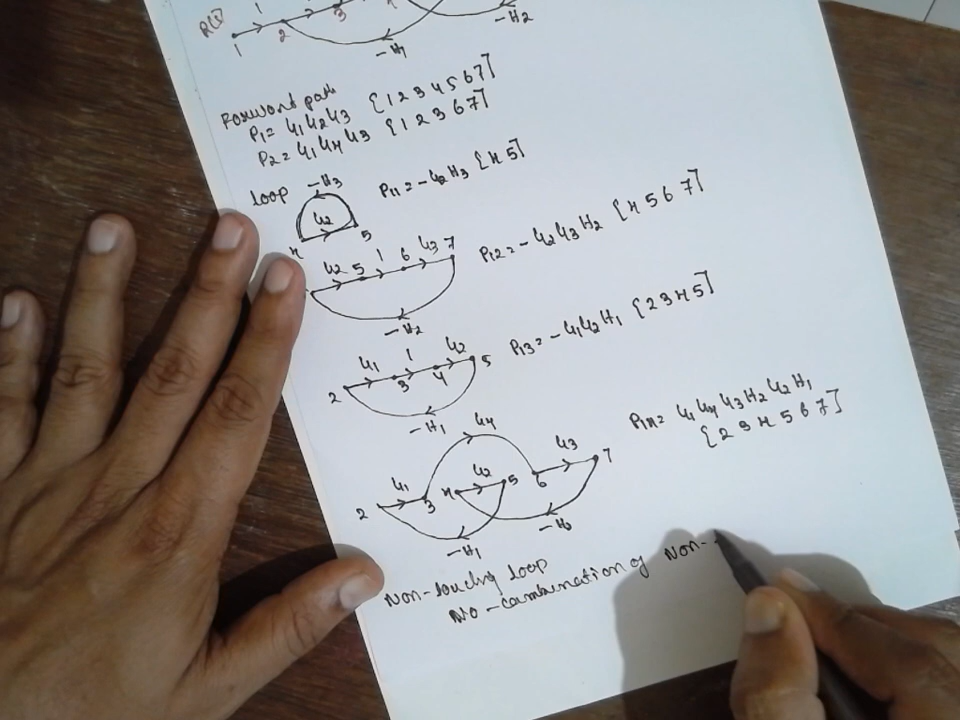 R(s) 1
1 2 3
-H1 -H2
Forword path
P1 = G1G2G3 {1 2 3 4 5 6 7}
P2 = G1G4G3 {1 2 3 6 7}
loop -H3
G2
4 5
P11 = -G2H3 {4 5}
G2 5 1 6 G3 7
-H2
P12 = -G2G3H2 {4 5 6 7}
G1 1 G2
2 3 4 5
-H1
P13 = -G1G2H1 {2 3 4 5}
G4
G1 G2 G3
2 3 4 5 6 7
-H1
P14 = G1G4G3H2G2H1
{2 3 4 5 6 7}
Non-touching loop
No-combination of Non-